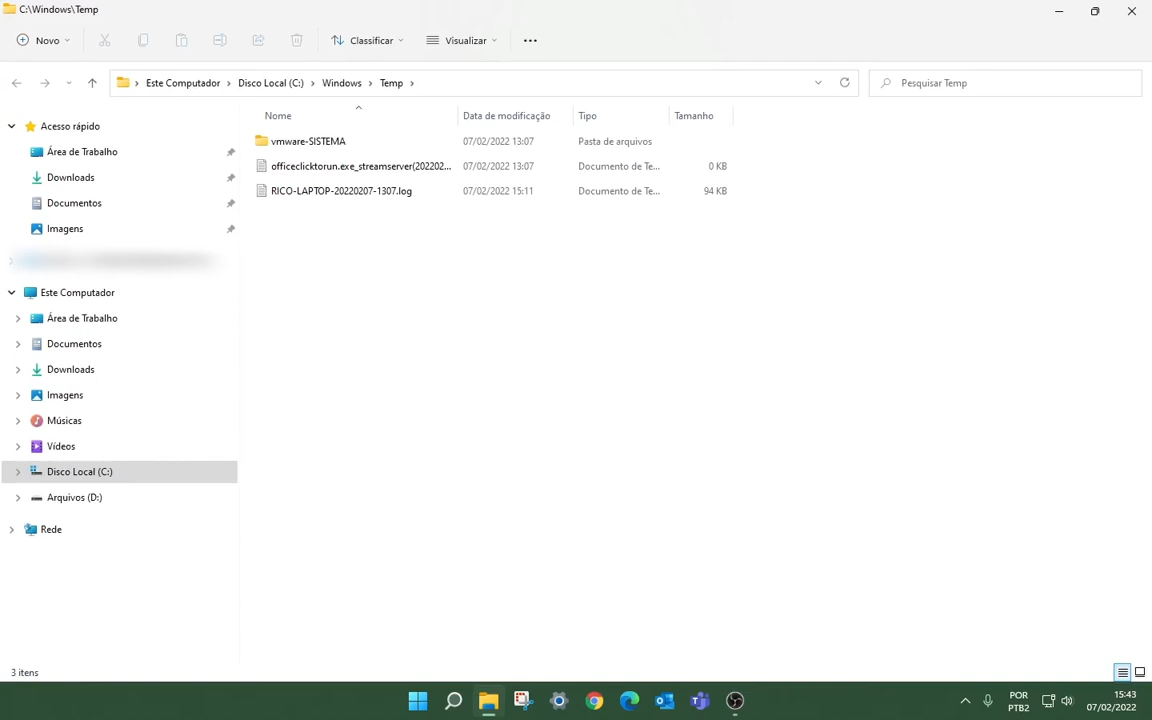 C:\Windows\Temp
Novo
Classificar
Visualizar
Este Computador
Disco Local (C:)
Windows
Temp
Pesquisar Temp
Nome
Data de modificação
Tipo
Tamanho
vmware-SISTEMA
07/02/2022 13:07
Pasta de arquivos
officeclicktorun.exe_streamserver(202202...
07/02/2022 13:07
Documento de Te...
0 KB
RICO-LAPTOP-20220207-1307.log
07/02/2022 15:11
Documento de Te...
94 KB
Acesso rápido
Área de Trabalho
Downloads
Documentos
Imagens
Este Computador
Área de Trabalho
Documentos
Downloads
Imagens
Músicas
Vídeos
Disco Local (C:)
Arquivos (D:)
Rede
3 itens
POR
PTB2
15:43
07/02/2022